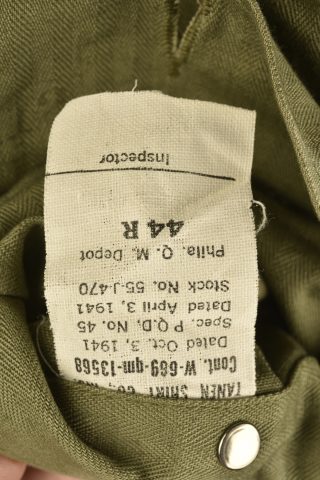 TANEN SHIRT CO.,
Cont. W-669-qm-13568
Dated Oct. 3, 1941
Spec. P.Q.D. No. 45
Dated April 3, 1941
Stock No. 55-J-470
Phila. Q. M. Depot
44 R
Inspector